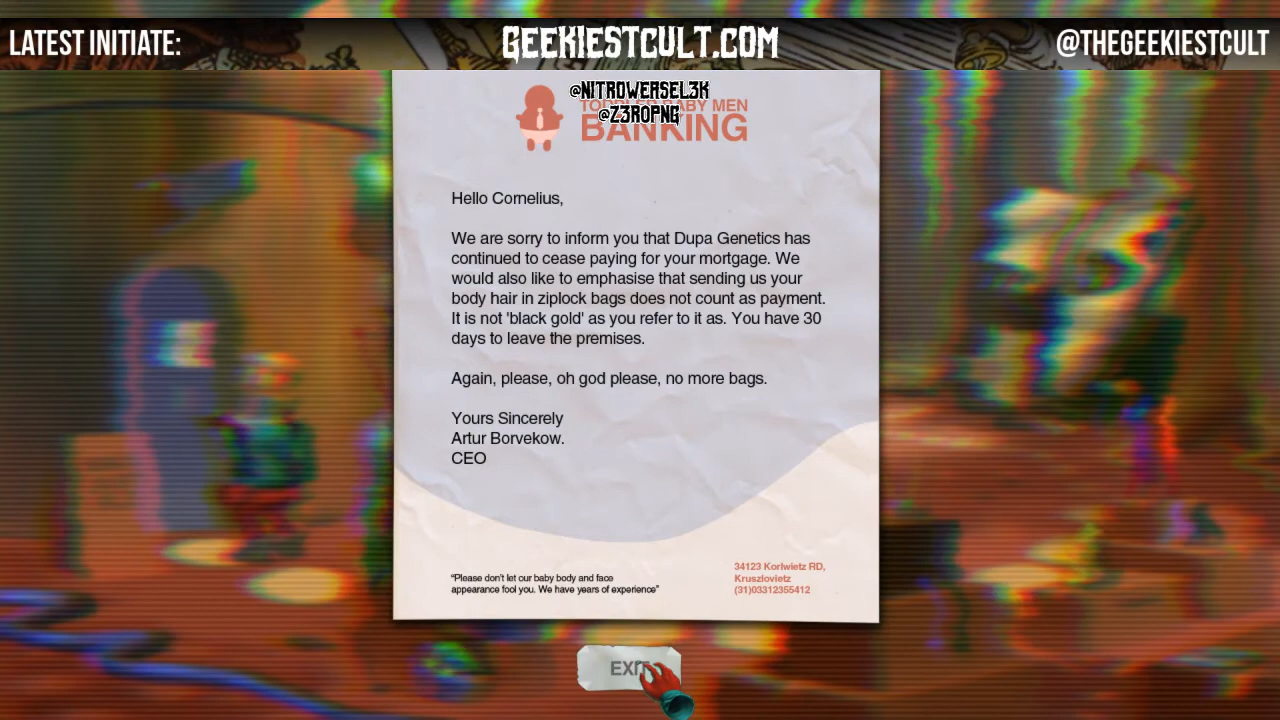 LATEST INITIATE:
GEEKIESTCULT.COM
@THEGEEKIESTCULT
@NITROWEASEL3K
TODDLER BABY MEN
@Z3ROPNG
BANKING
Hello Cornelius,
We are sorry to inform you that Dupa Genetics has
continued to cease paying for your mortgage. We
would also like to emphasise that sending us your
body hair in ziplock bags does not count as payment.
It is not 'black gold' as you refer to it as. You have 30
days to leave the premises.
Again, please, oh god please, no more bags.
Yours Sincerely
Artur Borvekow.
CEO
“Please don't let our baby body and face
appearance fool you. We have years of experience”
34123 Korlwietz RD,
Kruszlovietz
(31)03312355412
EXIT